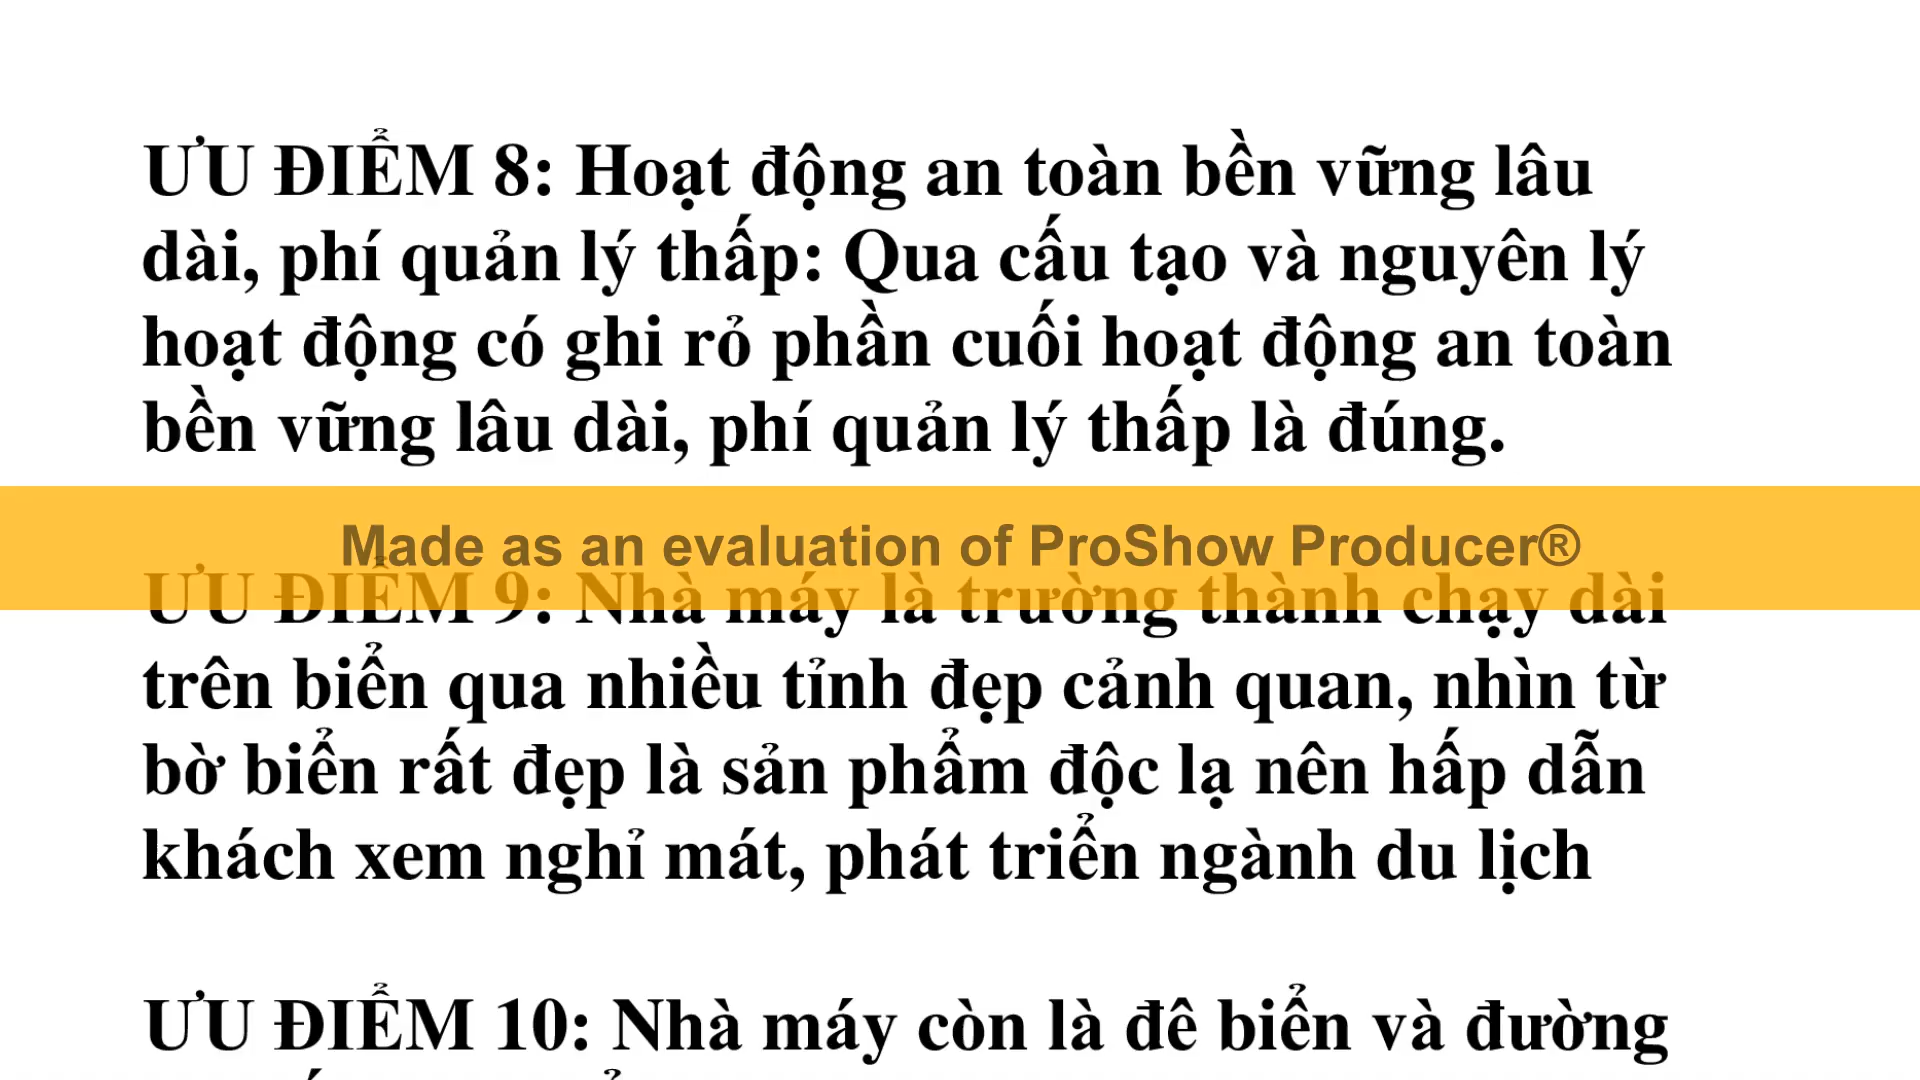 ƯU ĐIỂM 8: Hoạt động an toàn bền vững lâu
dài, phí quản lý thấp: Qua cấu tạo và nguyên lý
hoạt động có ghi rỏ phần cuối hoạt động an toàn
bền vững lâu dài, phí quản lý thấp là đúng.
Made as an evaluation of ProShow Producer®
ƯU ĐIỂM 9: Nhà máy là trường thành chạy dài
trên biển qua nhiều tỉnh đẹp cảnh quan, nhìn từ
bờ biển rất đẹp là sản phẩm độc lạ nên hấp dẫn
khách xem nghỉ mát, phát triển ngành du lịch
ƯU ĐIỂM 10: Nhà máy còn là đê biển và đường